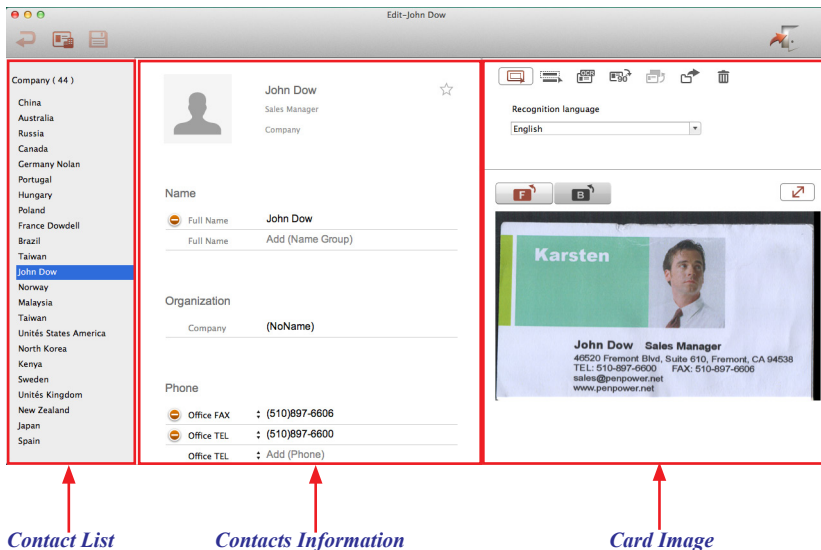 Edit-John Dow
Company ( 44 )
China
Australia
Russia
Canada
Germany Nolan
Portugal
Hungary
Poland
France Dowdell
Brazil
Taiwan
John Dow
Norway
Malaysia
Taiwan
Unités States America
North Korea
Kenya
Sweden
Unités Kingdom
New Zealand
Japan
Spain
John Dow
Sales Manager
Company
Name
Full Name John Dow
Full Name Add (Name Group)
Organization
Company (NoName)
Phone
Office FAX (510)897-6606
Office TEL (510)897-6600
Office TEL Add (Phone)
OCR
90°
Recognition language
English
F B
Karsten
John Dow Sales Manager
46520 Fremont Blvd, Suite 610, Fremont, CA 94538
TEL: 510-897-6600 FAX: 510-897-6606
sales@penpower.net
www.penpower.net
Contact List Contacts Information Card Image